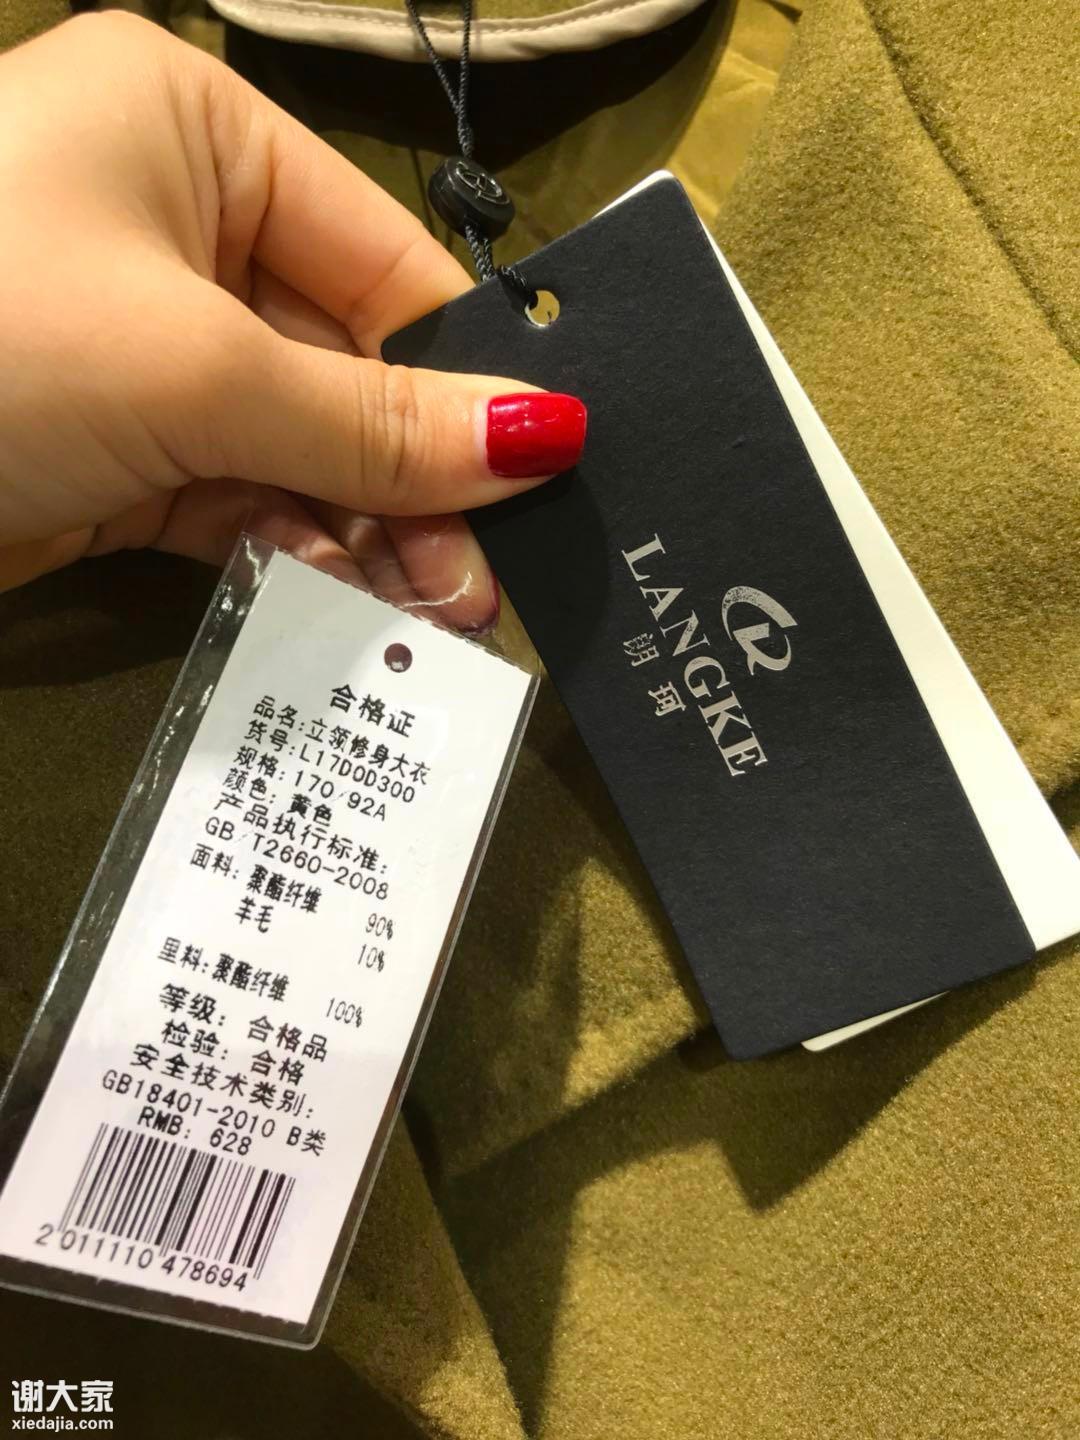 LANGKE
朗珂
合格证
品名:立领修身大衣
货号:L17D0D300
规格:170/92A
颜色:黄色
产品执行标准:
GB/T2660-2008
面料:聚酯纤维 90%
羊毛 10%
里料:聚酯纤维 100%
等级:合格品
检验:合格
安全技术类别:
GB18401-2010 B类
RMB: 628
2 011110 478694
谢大家
xiedajia.com